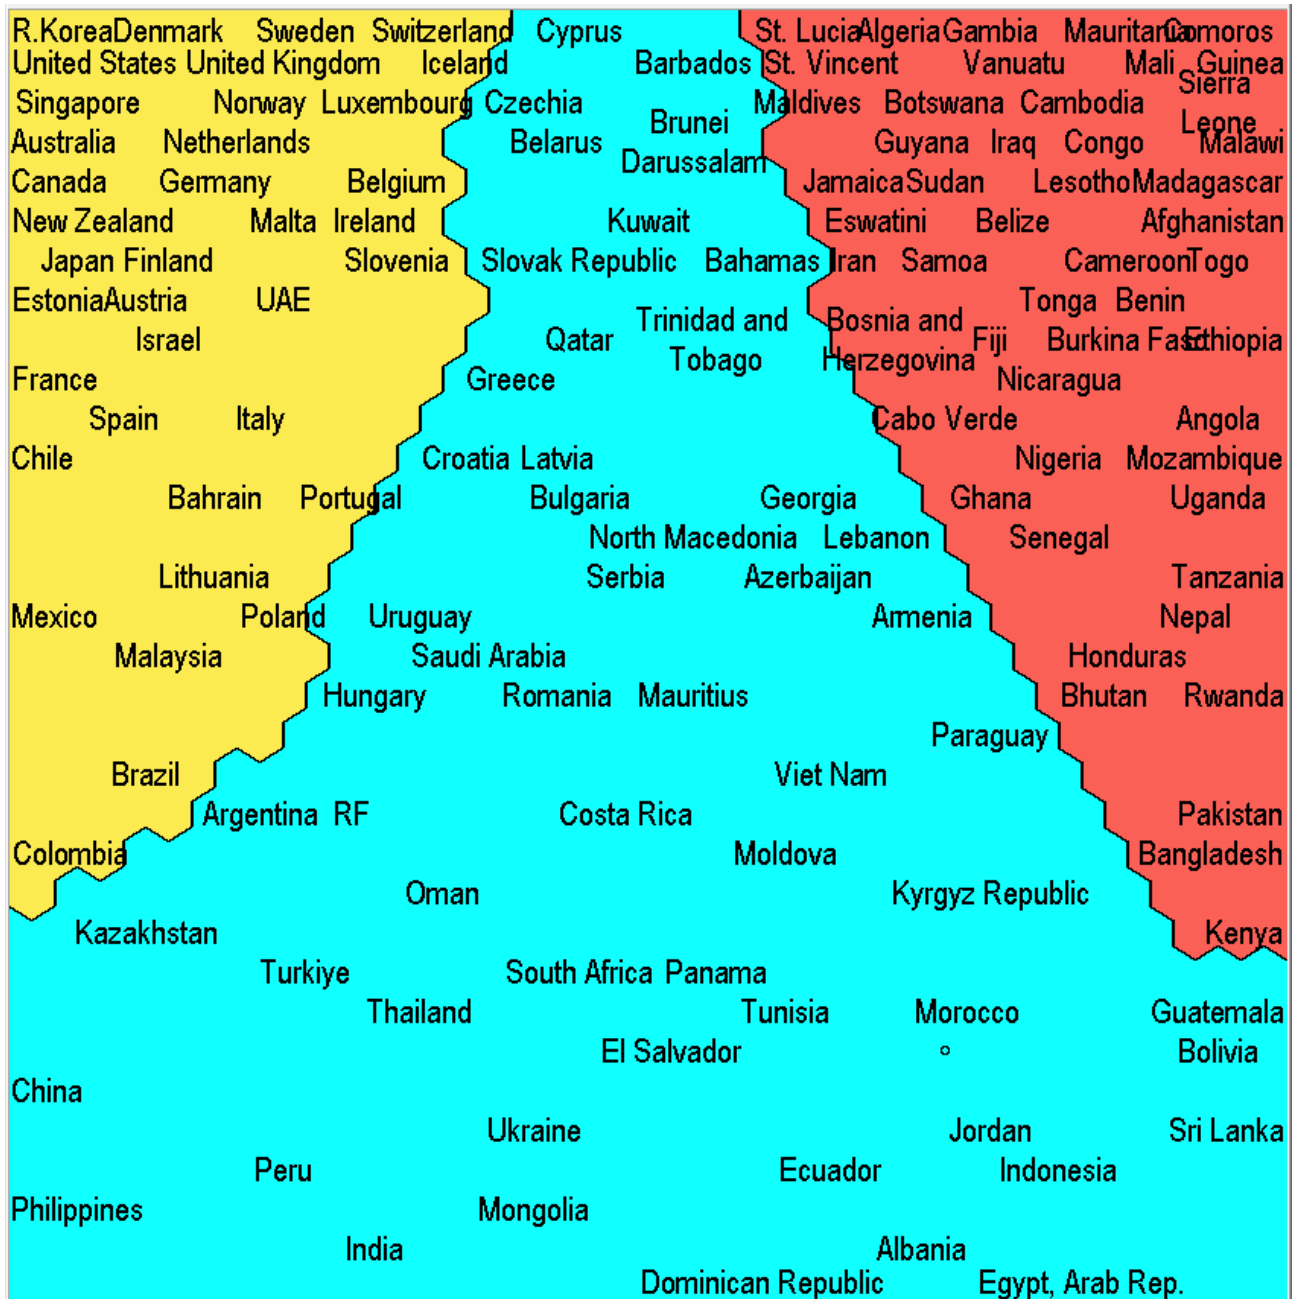 R.Korea Denmark Sweden Switzerland Cyprus St. Lucia Algeria Gambia Mauritania Comoros
United States United Kingdom Iceland Barbados St. Vincent Vanuatu Mali Guinea
Sierra
Singapore Norway Luxembourg Czechia Maldives Botswana Cambodia
Brunei Leone
Australia Netherlands Belarus Guyana Iraq Congo Malawi
Darussalam
Canada Germany Belgium Jamaica Sudan Lesotho Madagascar
New Zealand Malta Ireland Kuwait Eswatini Belize Afghanistan
Japan Finland Slovenia Slovak Republic Bahamas Iran Samoa Cameroon Togo
Estonia Austria UAE Tonga Benin
Trinidad and Bosnia and
Israel Qatar Fiji Burkina Faso Ethiopia
Tobago Herzegovina
France Greece Nicaragua
Spain Italy Cabo Verde Angola
Chile Croatia Latvia Nigeria Mozambique
Bahrain Portugal Bulgaria Georgia Ghana Uganda
North Macedonia Lebanon Senegal
Lithuania Serbia Azerbaijan Tanzania
Mexico Poland Uruguay Armenia Nepal
Malaysia Saudi Arabia Honduras
Hungary Romania Mauritius Bhutan Rwanda
Paraguay
Brazil Viet Nam
Argentina RF Costa Rica Pakistan
Colombia Moldova Bangladesh
Oman Kyrgyz Republic
Kazakhstan Kenya
Turkiye South Africa Panama
Thailand Tunisia Morocco Guatemala
El Salvador Bolivia
China
Ukraine Jordan Sri Lanka
Peru Ecuador Indonesia
Philippines Mongolia
India Albania
Dominican Republic Egypt, Arab Rep.